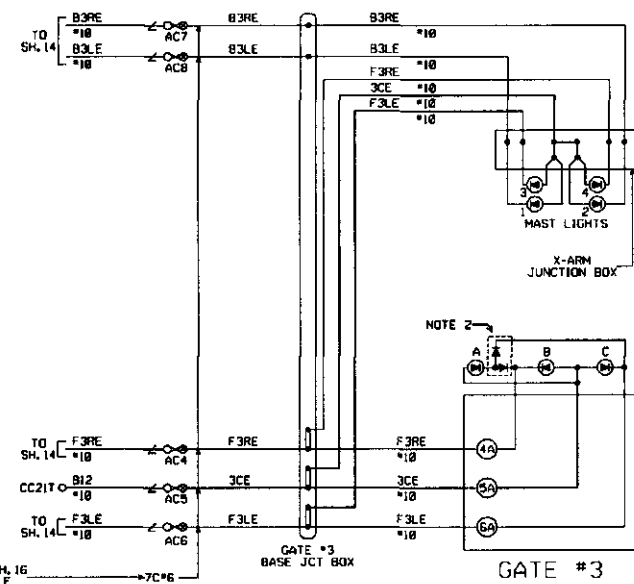 B3RE
B3RE
B3RE
TO
SH.14
*10
AC7
*10
B3LE
B3LE
B3LE
*10
AC8
*10
F3RE
*10
3CE
*10
F3LE
*10
3
4
1
2
MAST LIGHTS
X-ARM
JUNCTION BOX
NOTE 2
A
B
C
TO
SH.14
F3RE
F3RE
F3RE
*10
AC4
*10
4A
CC21T
B12
3CE
3CE
*10
AC5
*10
5A
TO
SH.14
F3LE
F3LE
F3LE
*10
AC6
*10
6A
GATE *3
BASE JCT BOX
GATE #3
H.16
E
7C*6